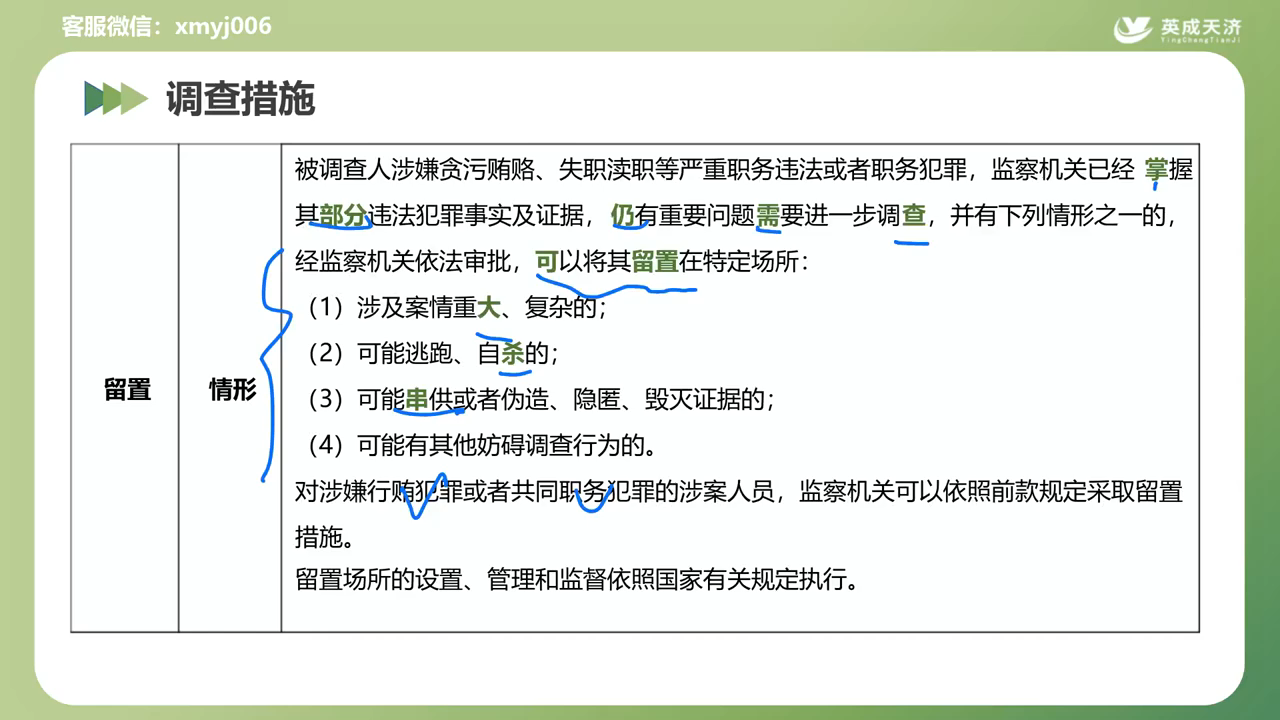 客服微信：xmyj006
英成天济
YingChengTianJi
调查措施
留置
情形
被调查人涉嫌贪污贿赂、失职渎职等严重职务违法或者职务犯罪，监察机关已经 掌握
其部分违法犯罪事实及证据，仍有重要问题需要进一步调查，并有下列情形之一的，
经监察机关依法审批，可以将其留置在特定场所：
（1）涉及案情重大、复杂的；
（2）可能逃跑、自杀的；
（3）可能串供或者伪造、隐匿、毁灭证据的；
（4）可能有其他妨碍调查行为的。
对涉嫌行贿犯罪或者共同职务犯罪的涉案人员，监察机关可以依照前款规定采取留置
措施。
留置场所的设置、管理和监督依照国家有关规定执行。